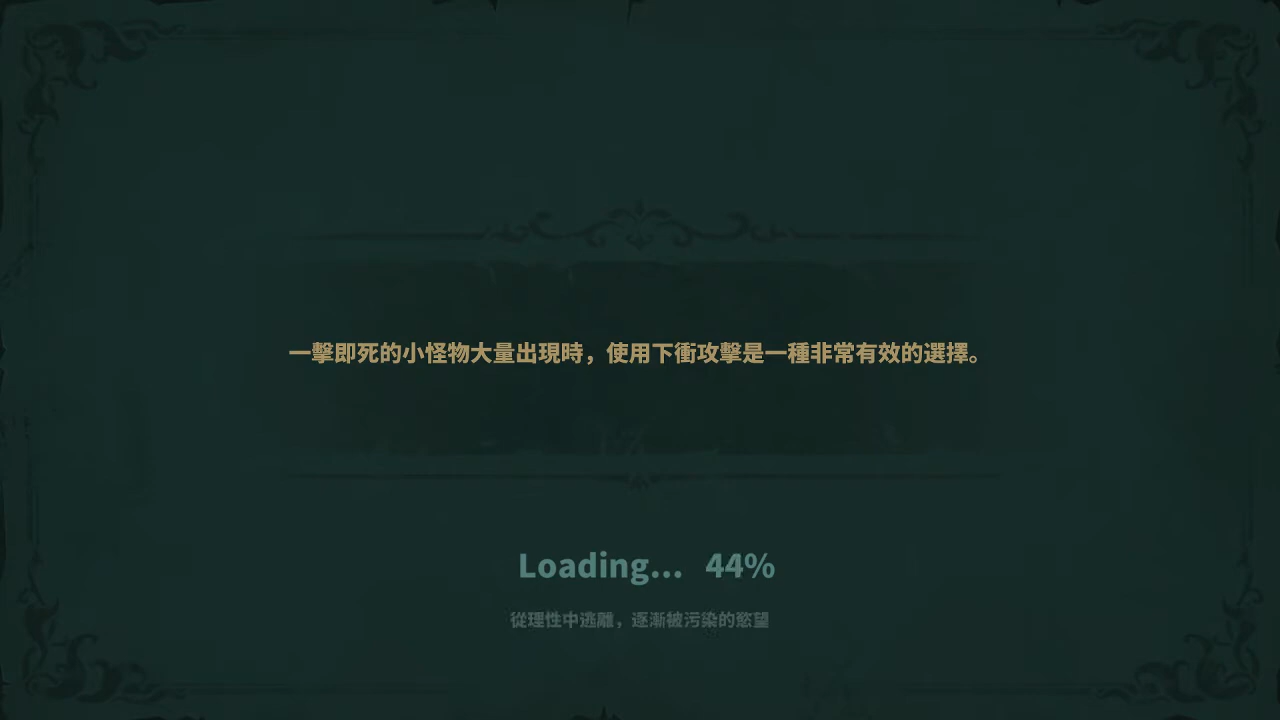 一擊即死的小怪物大量出現時，使用下衝攻擊是一種非常有效的選擇。
Loading... 44%
從理性中逃離，逐漸被污染的慾望